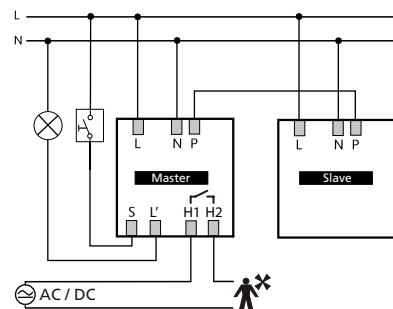 L
N
L N P L N P
Master Slave
S L' H1 H2
AC / DC